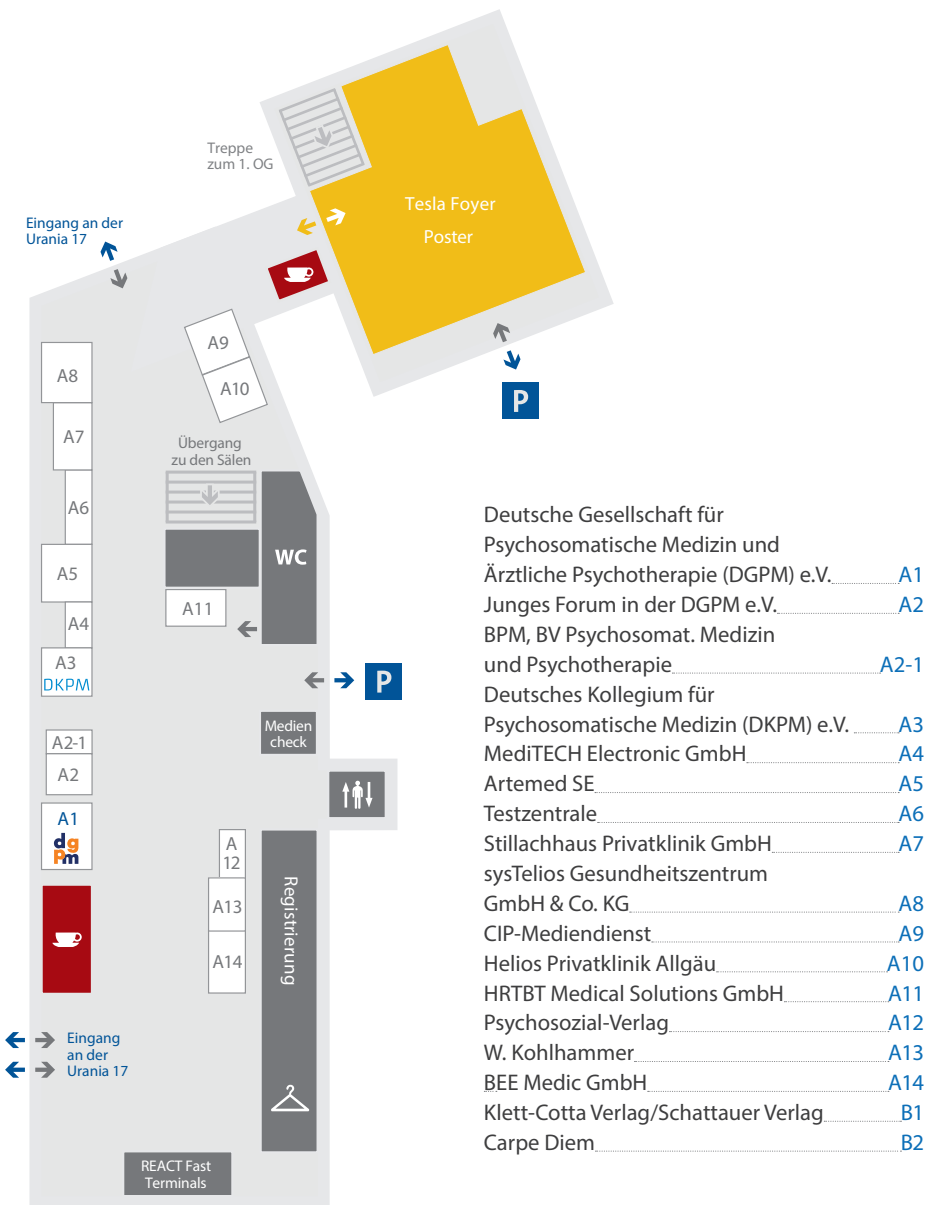 Treppe
zum 1. OG
Tesla Foyer
Poster
Eingang an der
Urania 17
A9
A10
A8
P
A7
Übergang
zu den Sälen
A6
WC
A5
A11
A4
A3
DKPM
P
Medien
check
A2-1
A2
A1
dg
pm
A
12
A13
A14
Registrierung
Eingang
an der
Urania 17
REACT Fast
Terminals
Deutsche Gesellschaft für
Psychosomatische Medizin und
Ärztliche Psychotherapie (DGPM) e.V. A1
Junges Forum in der DGPM e.V. A2
BPM, BV Psychosomat. Medizin
und Psychotherapie A2-1
Deutsches Kollegium für
Psychosomatische Medizin (DKPM) e.V. A3
MediTECH Electronic GmbH A4
Artemed SE A5
Testzentrale A6
Stillachhaus Privatklinik GmbH A7
sysTelios Gesundheitszentrum
GmbH & Co. KG A8
CIP-Mediendienst A9
Helios Privatklinik Allgäu A10
HRTBT Medical Solutions GmbH A11
Psychosozial-Verlag A12
W. Kohlhammer A13
BEE Medic GmbH A14
Klett-Cotta Verlag/Schattauer Verlag B1
Carpe Diem B2